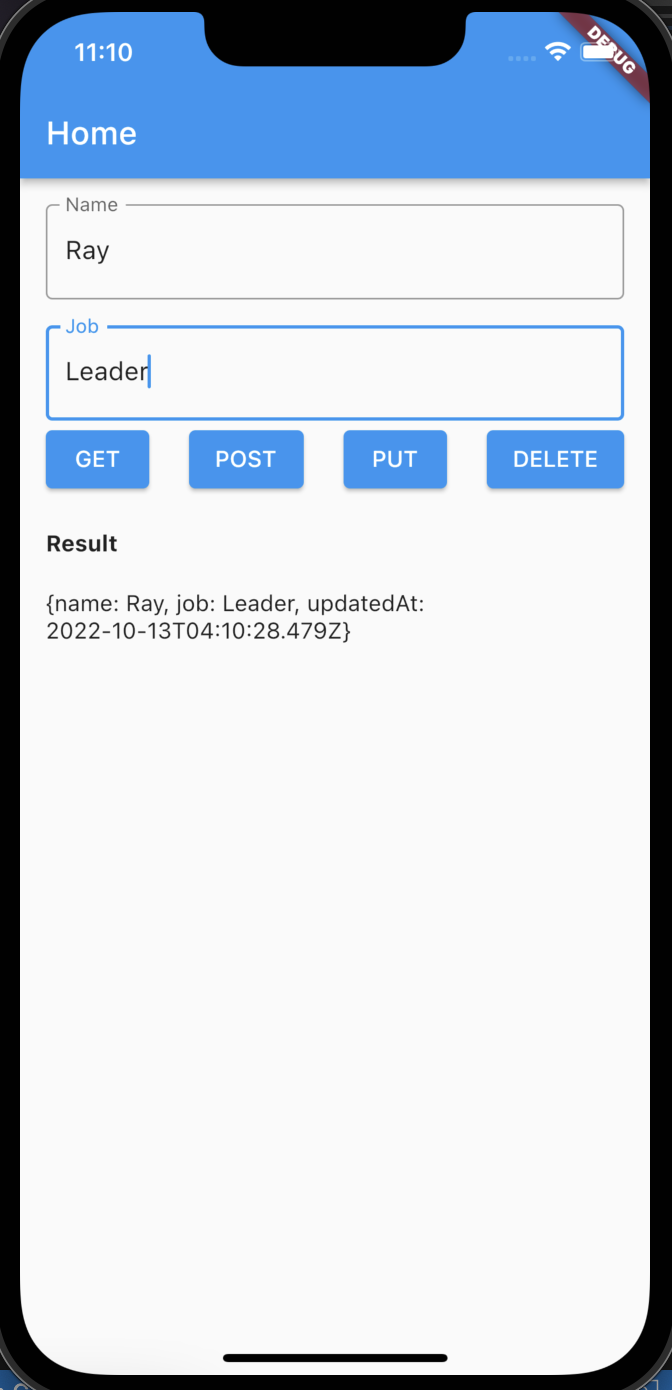 11:10
DEBUG
Home
Name
Ray
Job
Leader
GET POST PUT DELETE
Result
{name: Ray, job: Leader, updatedAt:
2022-10-13T04:10:28.479Z}